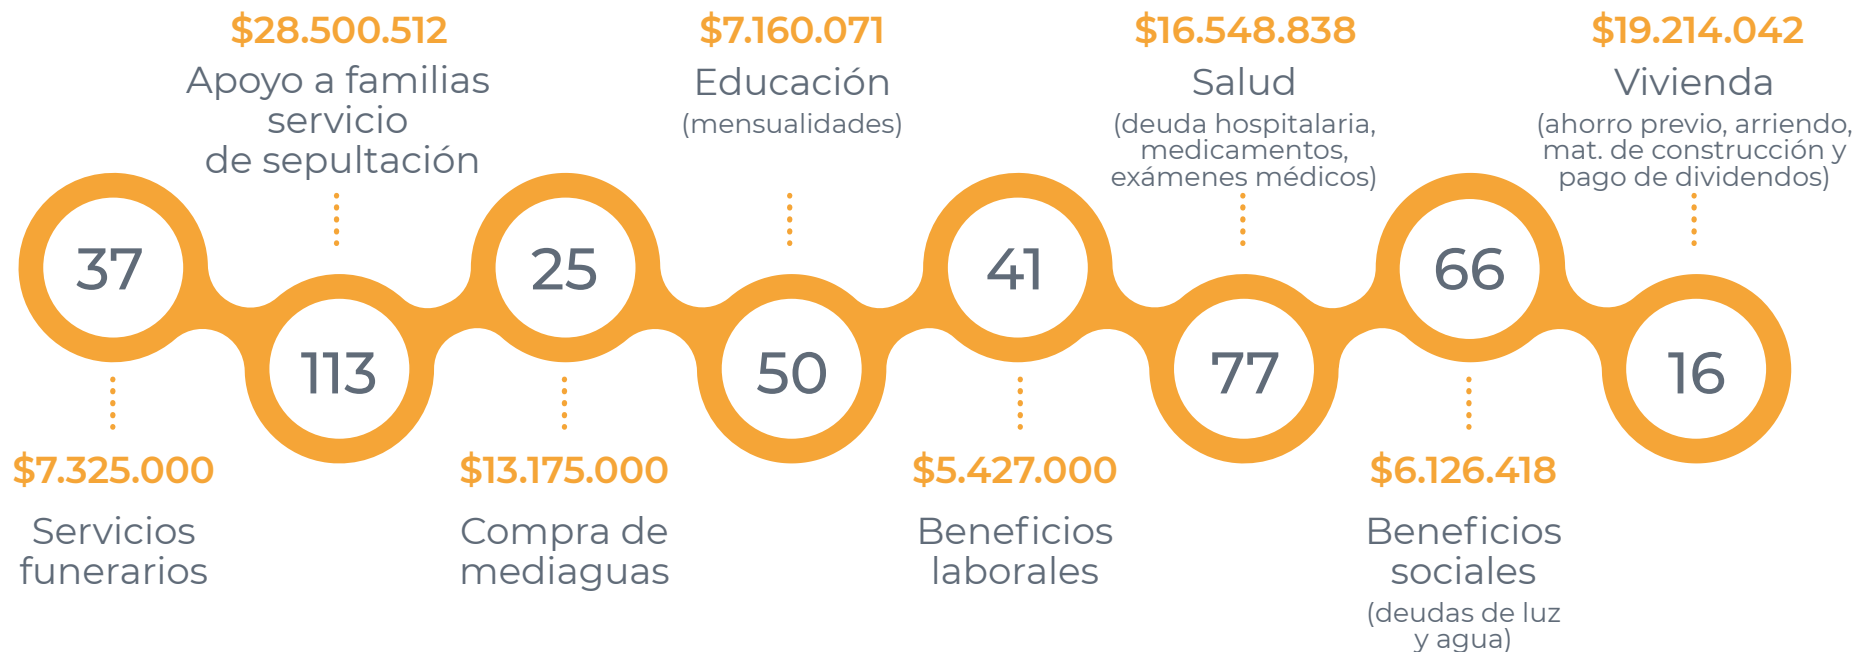 $28.500.512
Apoyo a familias
servicio
de sepultación
$7.160.071
Educación
(mensualidades)
$16.548.838
Salud
(deuda hospitalaria,
medicamentos,
exámenes médicos)
$19.214.042
Vivienda
(ahorro previo, arriendo,
mat. de construcción y
pago de dividendos)
37
113
25
50
41
77
66
16
$7.325.000
Servicios
funerarios
$13.175.000
Compra de
mediaguas
$5.427.000
Beneficios
laborales
$6.126.418
Beneficios
sociales
(deudas de luz
y agua)